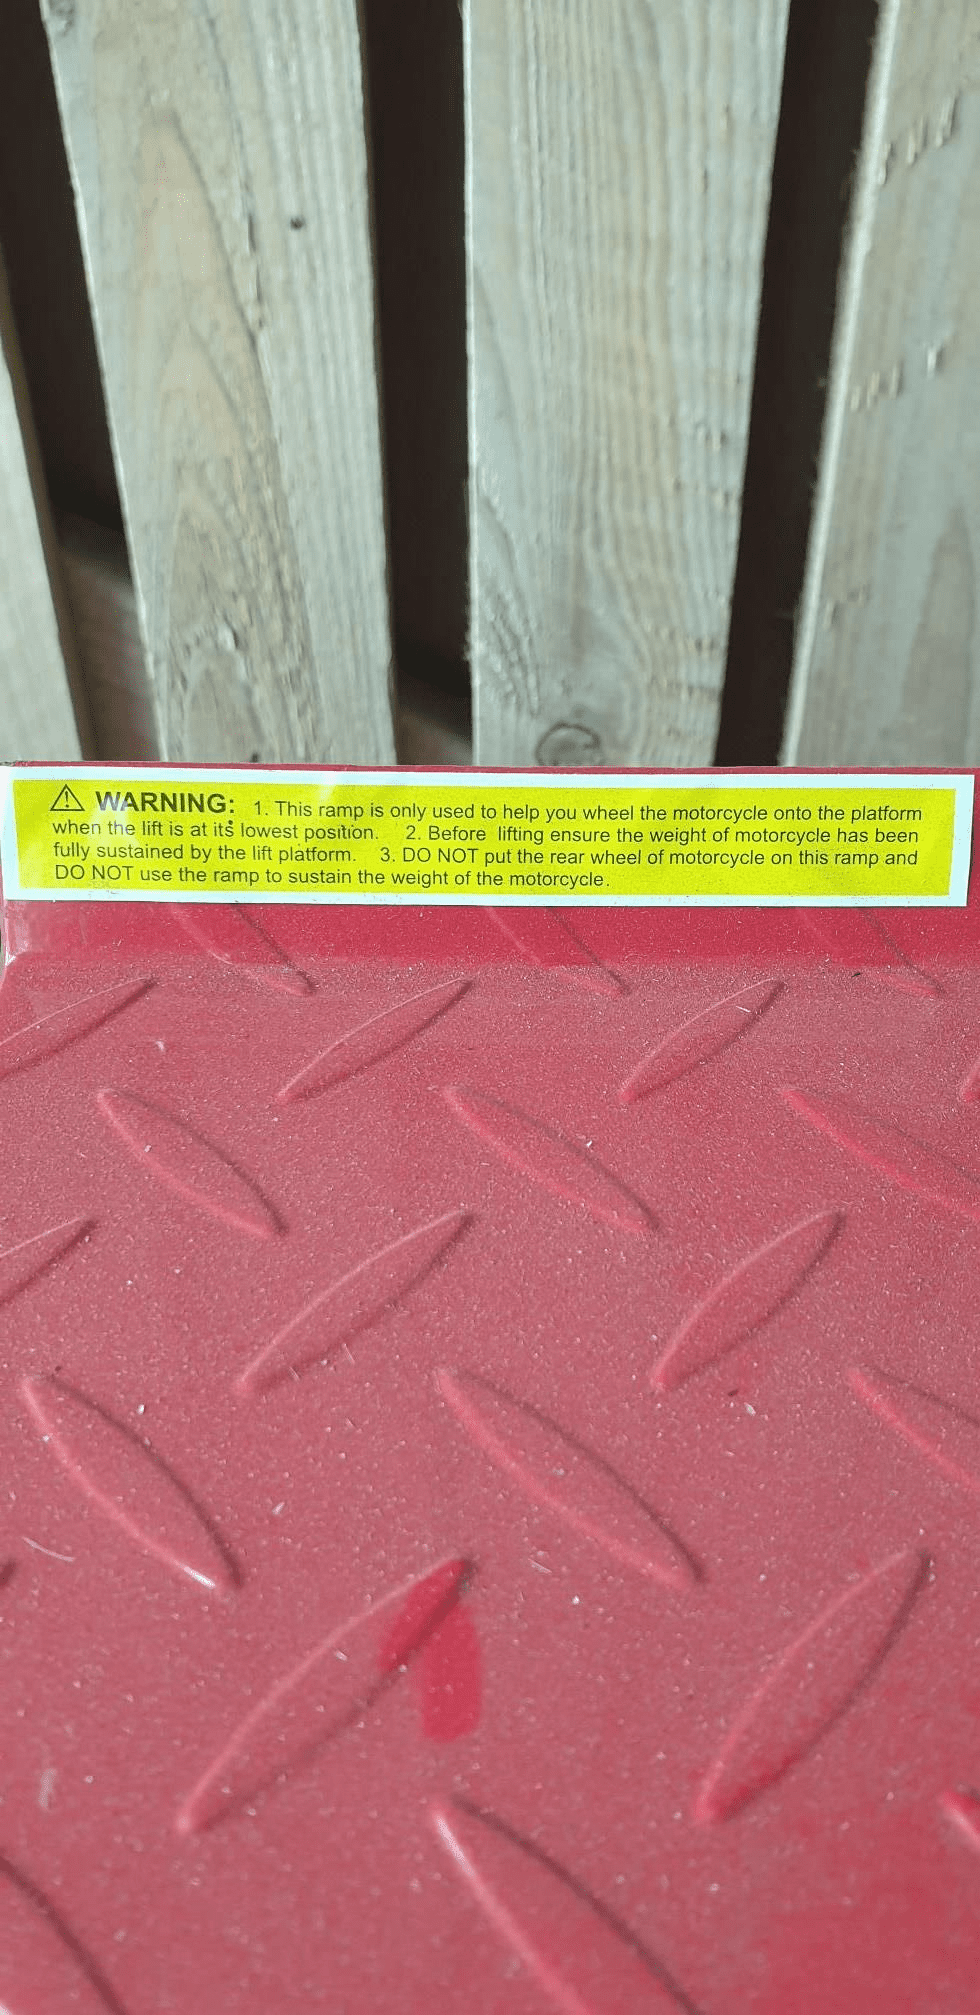 ⚠ WARNING: 1. This ramp is only used to help you wheel the motorcycle onto the platform
when the lift is at its lowest position. 2. Before lifting ensure the weight of motorcycle has been
fully sustained by the lift platform. 3. DO NOT put the rear wheel of motorcycle on this ramp and
DO NOT use the ramp to sustain the weight of the motorcycle.